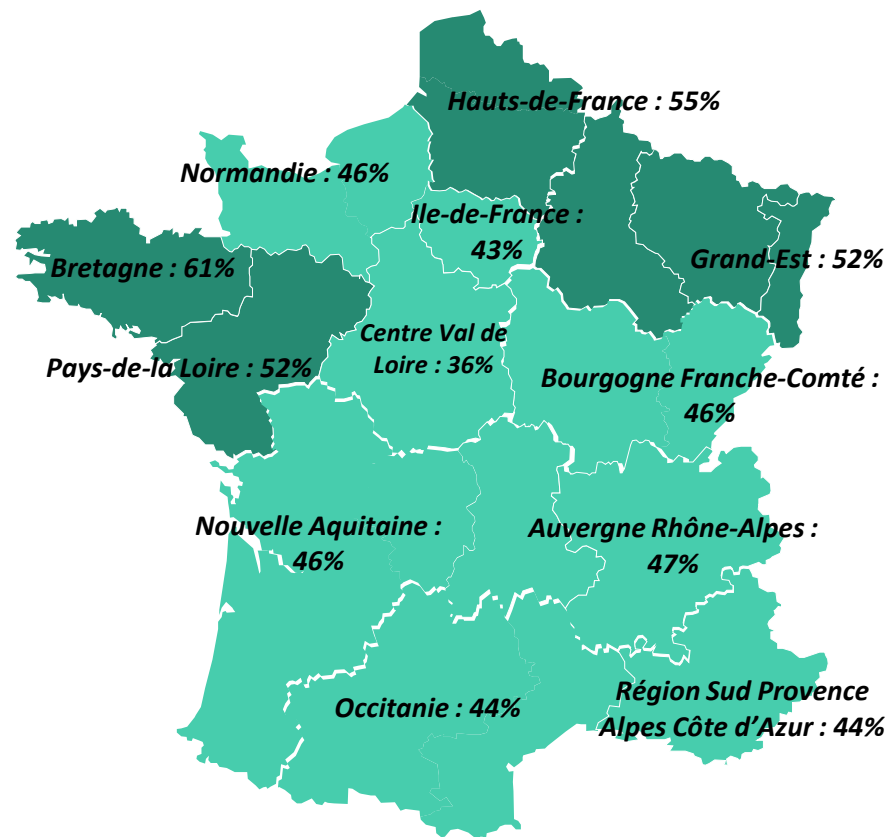 Hauts-de-France : 55%
Normandie : 46%
Ile-de-France :
43%
Bretagne : 61%
Grand-Est : 52%
Centre Val de
Loire : 36%
Pays-de-la Loire : 52%
Bourgogne Franche-Comté :
46%
Nouvelle Aquitaine :
46%
Auvergne Rhône-Alpes :
47%
Occitanie : 44%
Région Sud Provence
Alpes Côte d’Azur : 44%